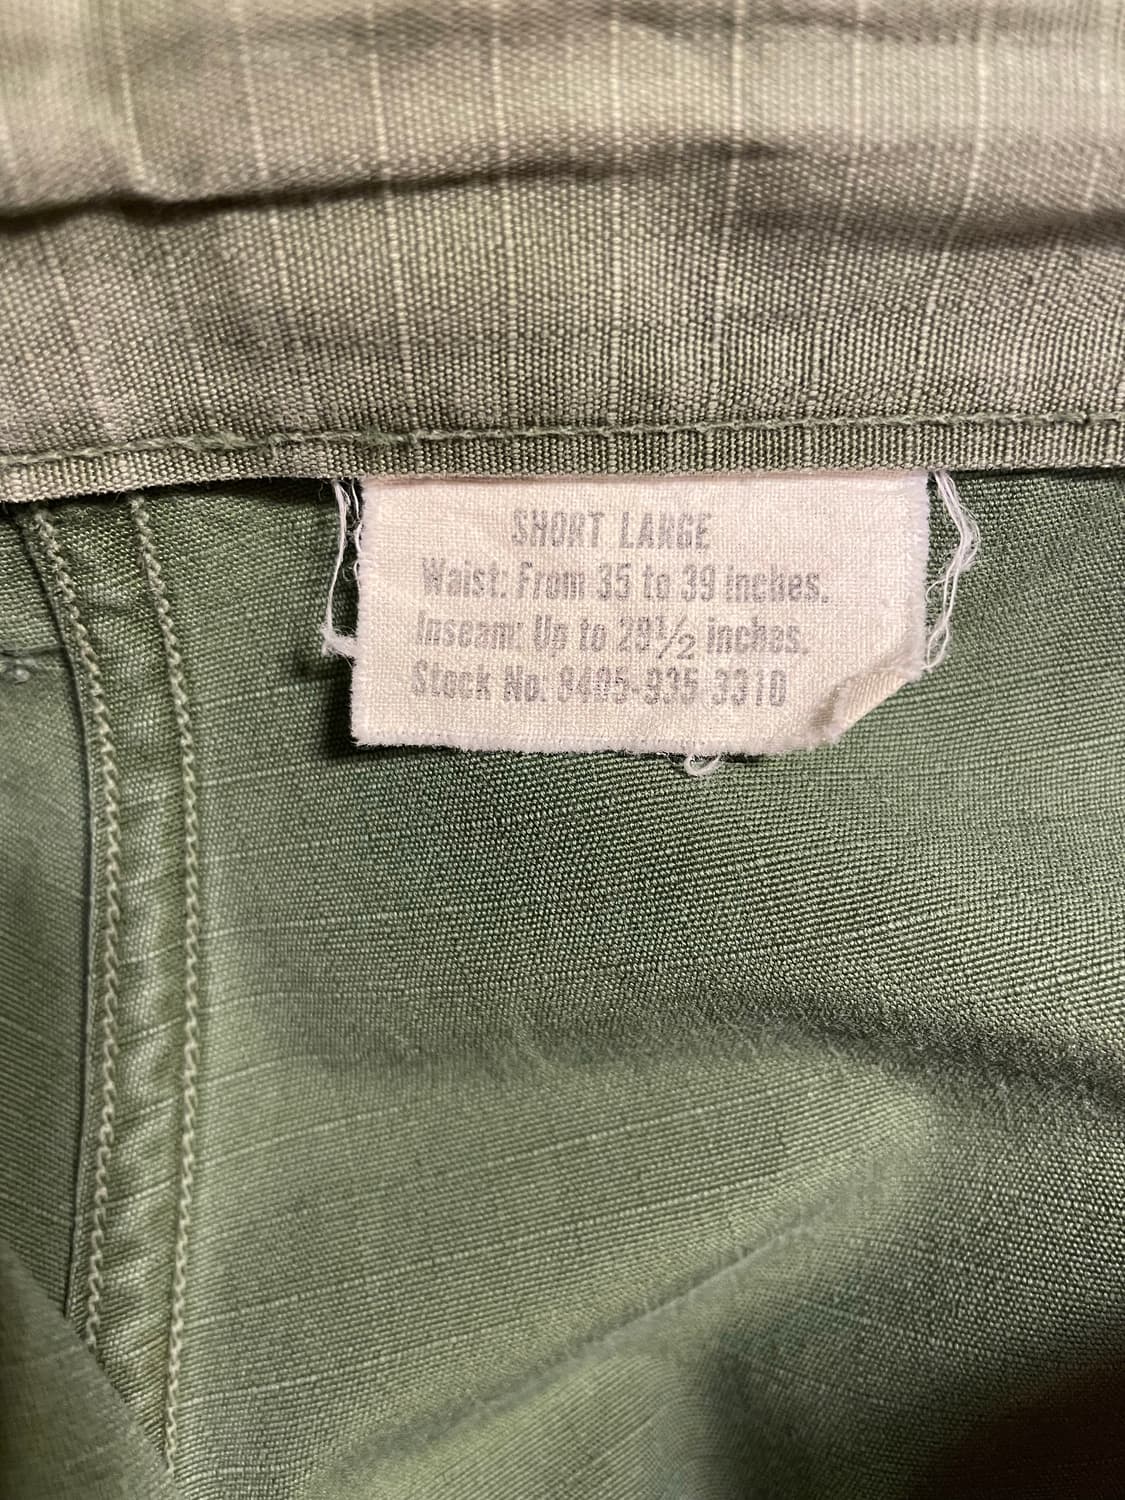 SHORT LARGE
Waist: From 35 to 39 inches.
Inseam: Up to 29½ inches.
Stock No: 8405-935-3310